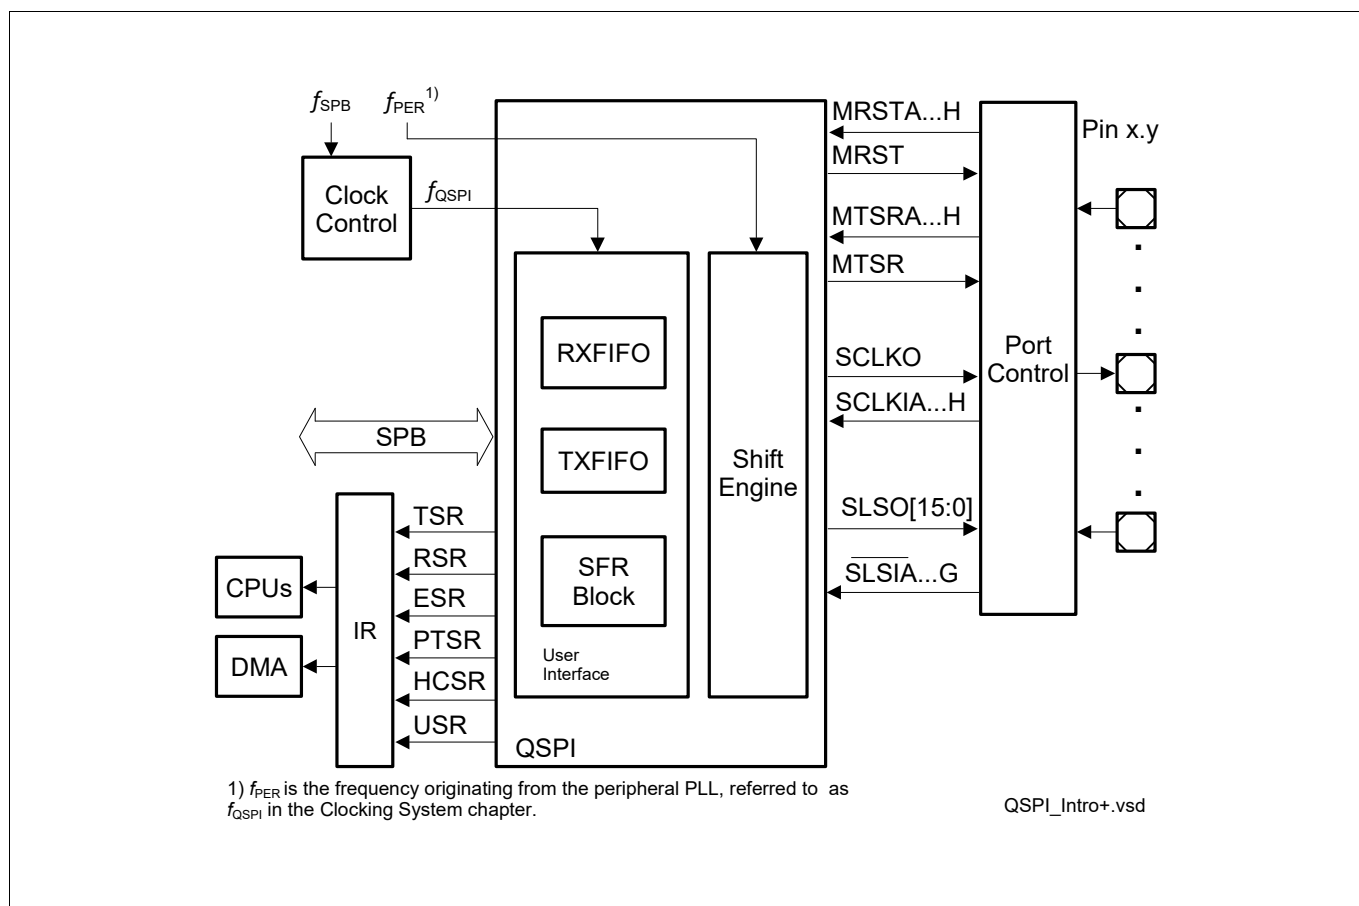 fSPB
fPER1)
Clock
Control
fQSPI
RXFIFO
TXFIFO
SFR
Block
User
Interface
Shift
Engine
QSPI
SPB
TSR
RSR
ESR
PTSR
HCSR
USR
IR
CPUs
DMA
MRSTA...H
MRST
MTSRA...H
MTSR
SCLKO
SCLKIA...H
SLSO[15:0]
SLSIA...G
Port
Control
Pin x.y
1) fPER is the frequency originating from the peripheral PLL, referred to as
fQSPI in the Clocking System chapter.
QSPI_Intro+.vsd